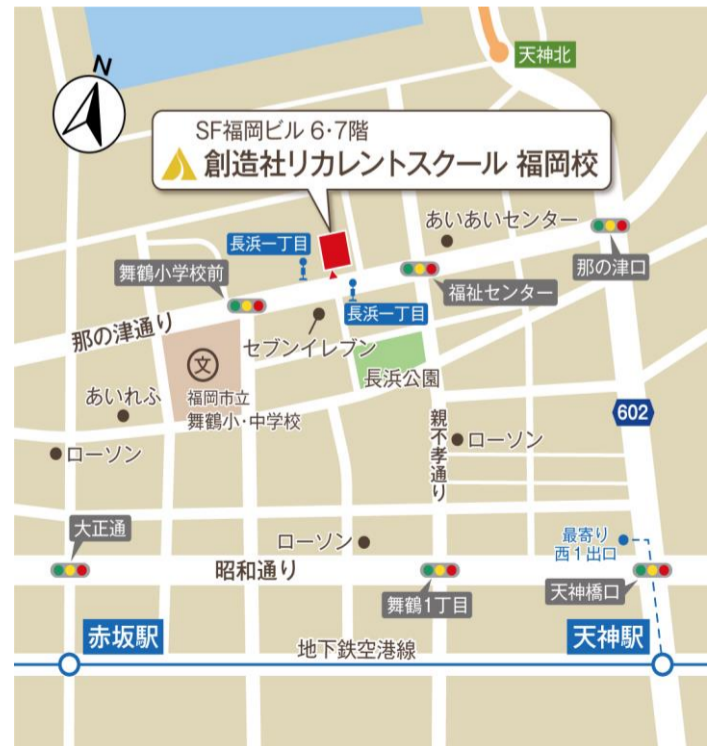 N
天神北
SF福岡ビル 6・7階
創造社リカレントスクール 福岡校
あいあいセンター
長浜一丁目
舞鶴小学校前
那の津口
福祉センター
長浜一丁目
那の津通り
セブンイレブン
文
長浜公園
あいれふ
福岡市立
舞鶴小・中学校
602
親不孝通り
ローソン
ローソン
大正通
ローソン
最寄り
西1出口
昭和通り
舞鶴1丁目
天神橋口
赤坂駅
地下鉄空港線
天神駅